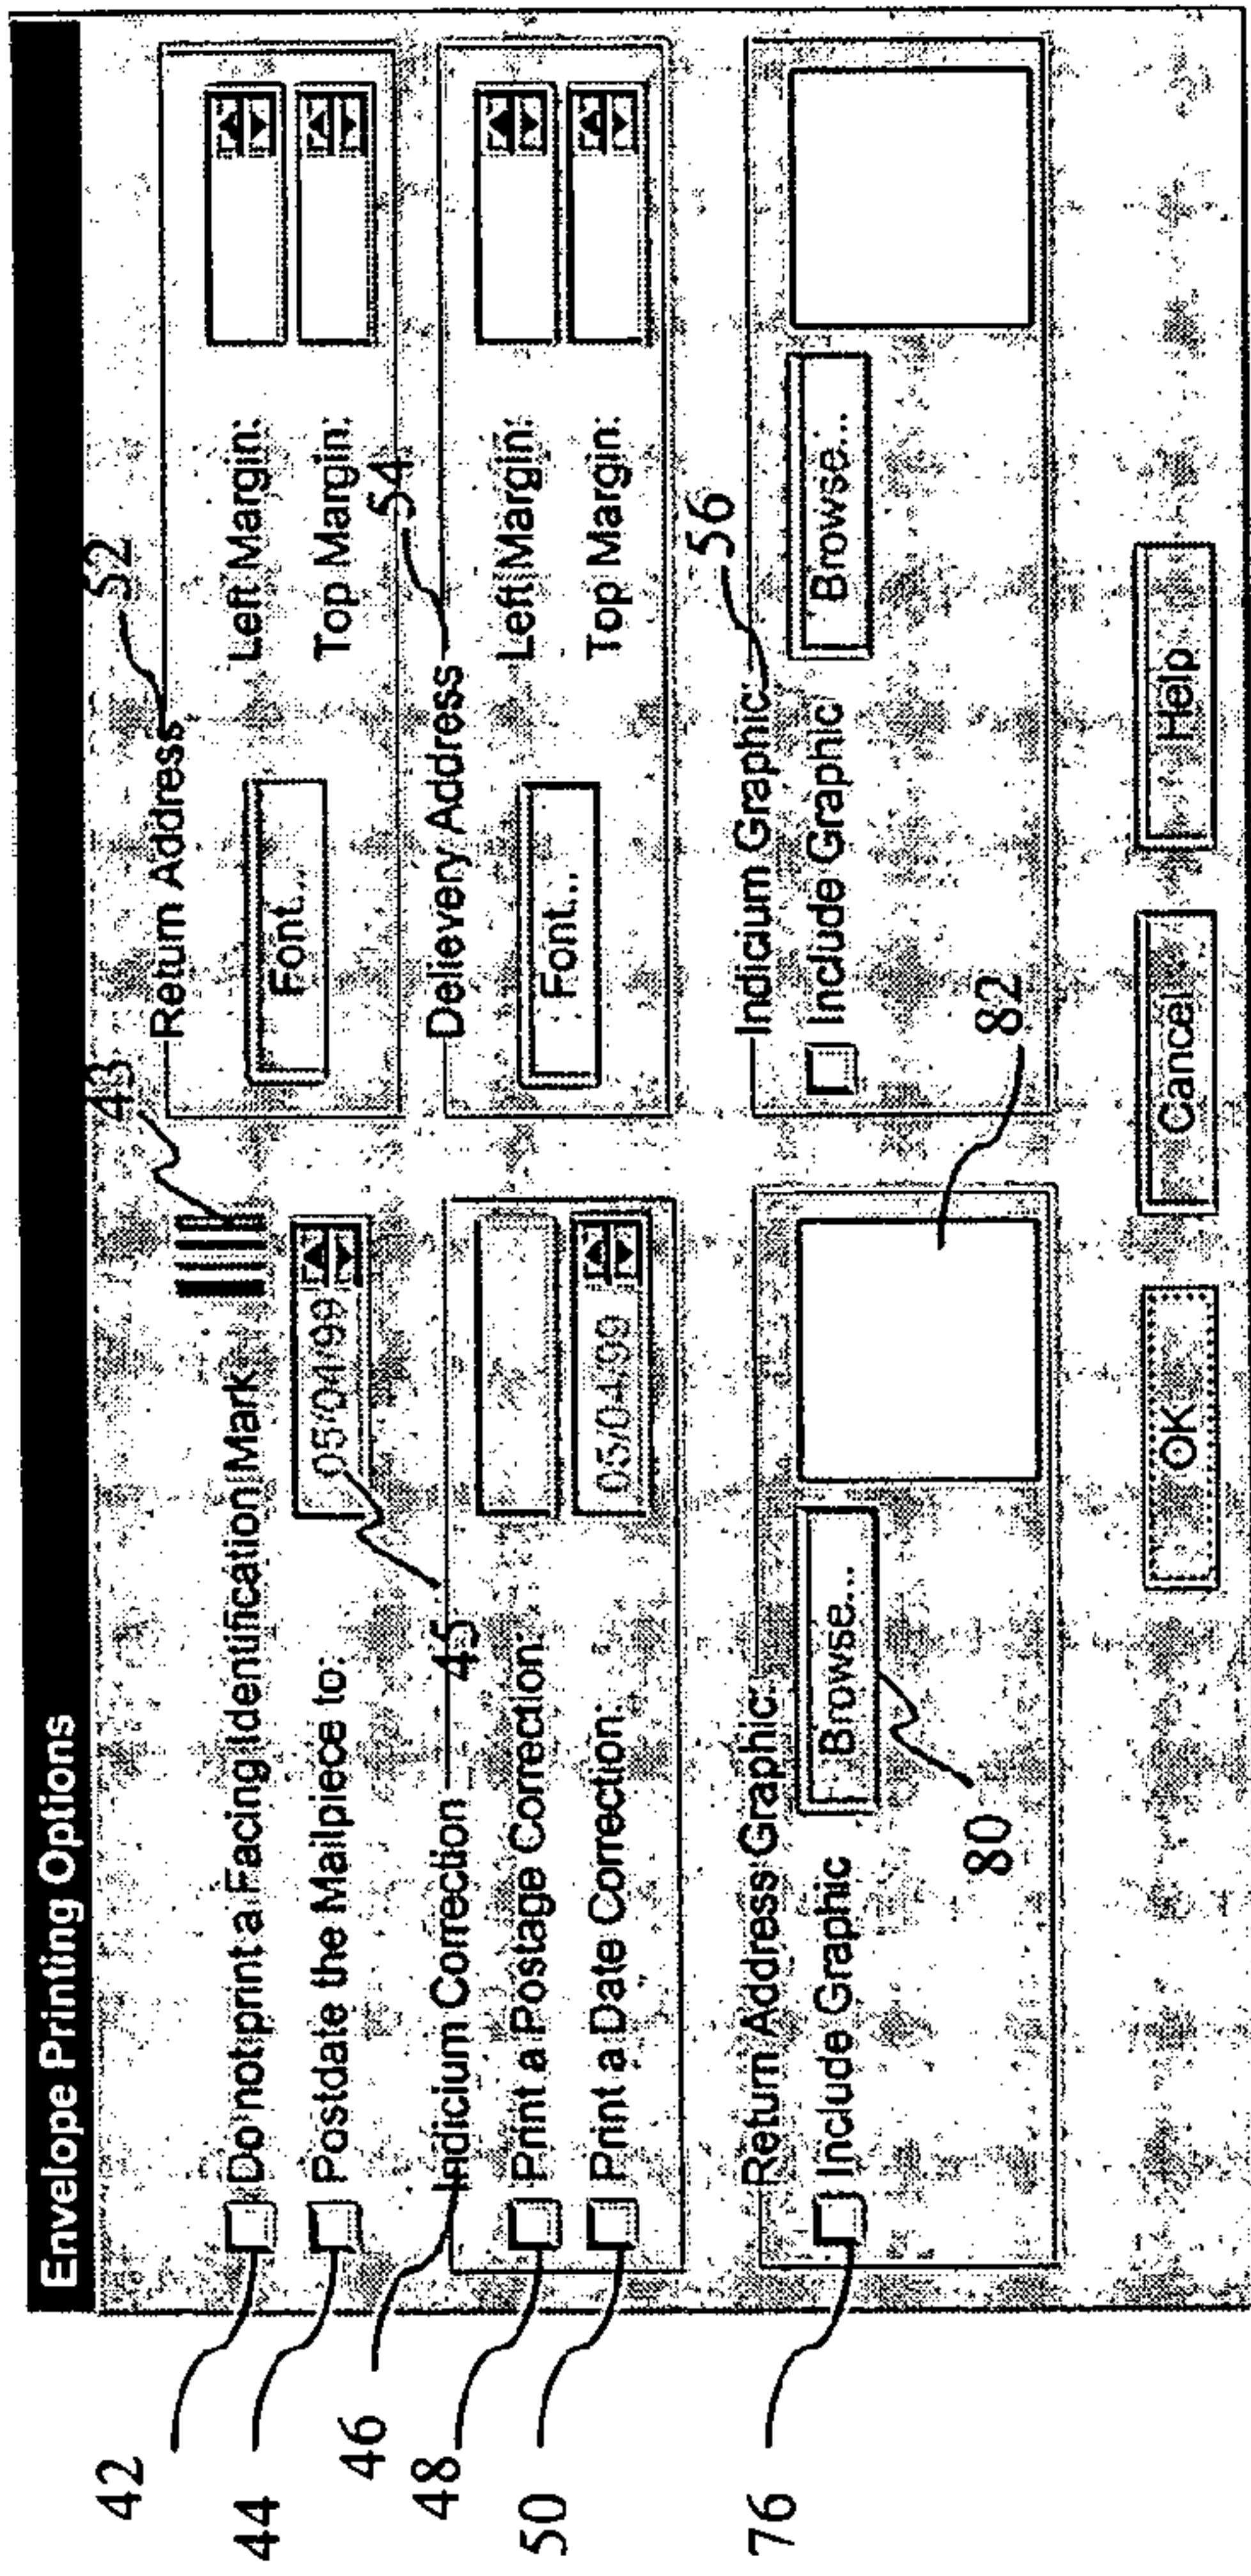 Envelope Printing Options
42
Do not print a Facing Identification Mark
43
44
Postdate the Mailpiece to:
05/04/99
45
46
Indicium Correction
48
Print a Postage Correction:
50
Print a Date Correction:
05/04/99
76
Return Address Graphic:
Include Graphic
Browse...
80
82
52
Return Address
Font...
Left Margin:
Top Margin:
54
Delievery Address
Font...
Left Margin:
Top Margin:
56
Indicium Graphic:
Include Graphic
Browse...
OK
Cancel
Help